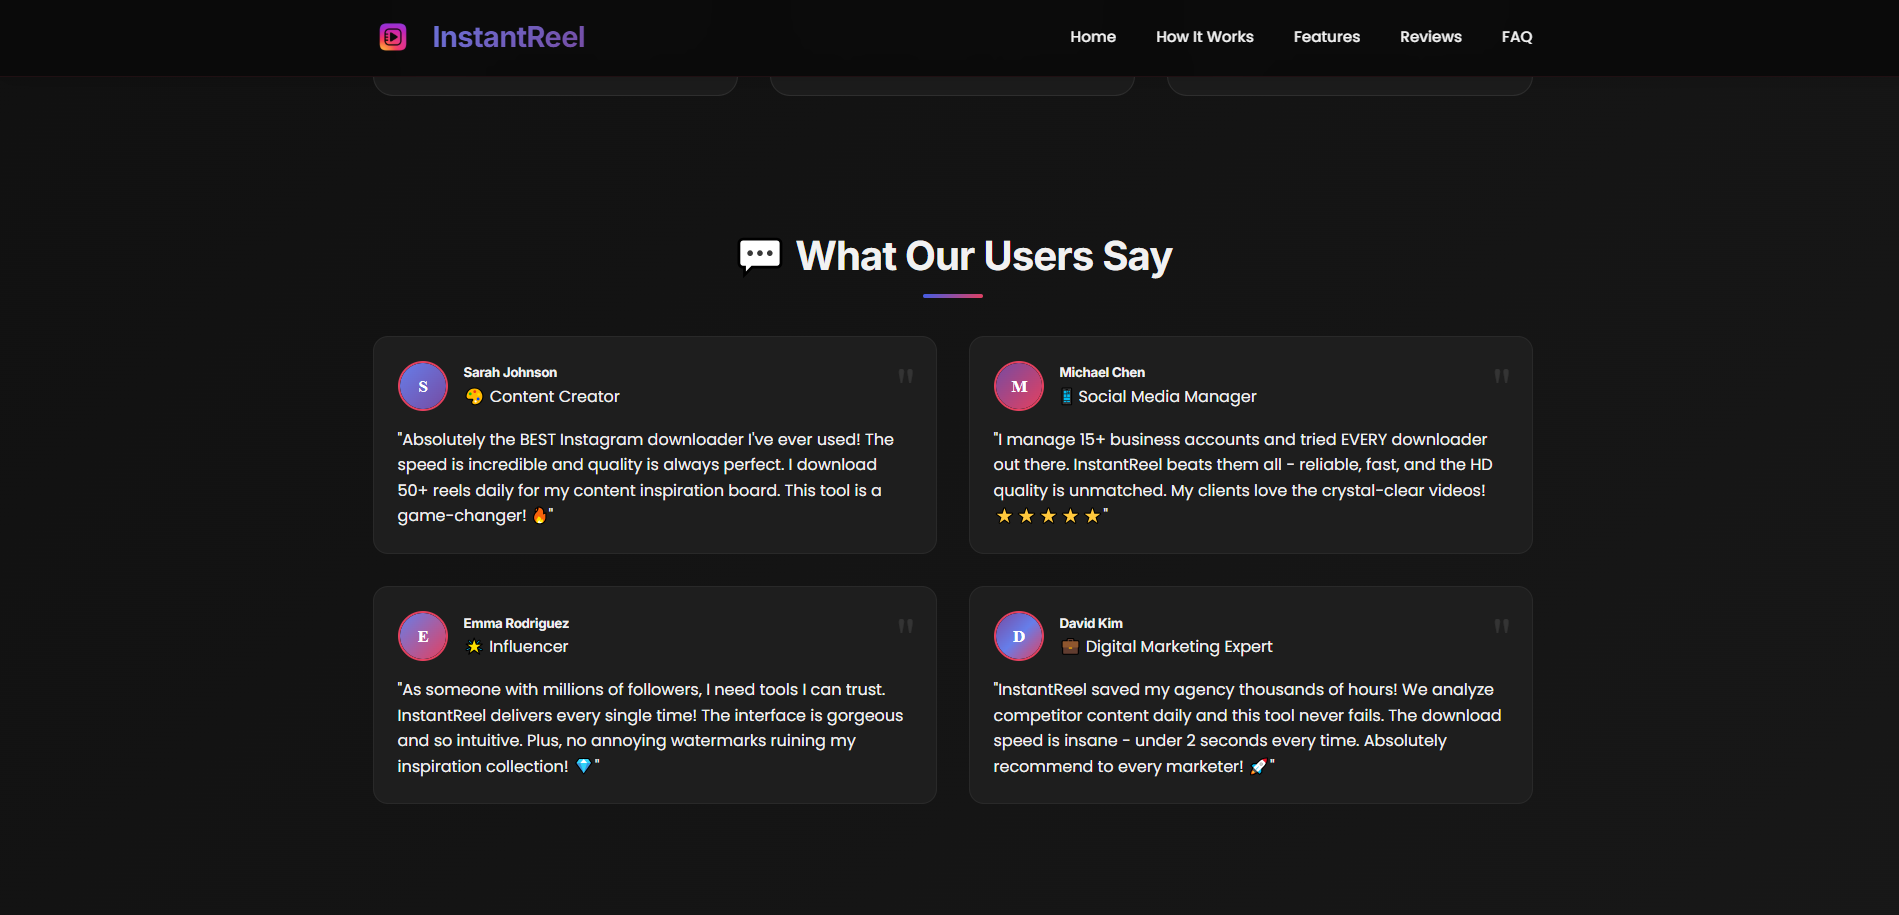 InstantReel
Home How It Works Features Reviews FAQ
💬 What Our Users Say
S
Sarah Johnson
🎨 Content Creator
"Absolutely the BEST Instagram downloader I've ever used! The
speed is incredible and quality is always perfect. I download
50+ reels daily for my content inspiration board. This tool is a
game-changer! 🔥"
M
Michael Chen
📱 Social Media Manager
"I manage 15+ business accounts and tried EVERY downloader
out there. InstantReel beats them all - reliable, fast, and the HD
quality is unmatched. My clients love the crystal-clear videos!
⭐⭐⭐⭐⭐"
E
Emma Rodriguez
🌟 Influencer
"As someone with millions of followers, I need tools I can trust.
InstantReel delivers every single time! The interface is gorgeous
and so intuitive. Plus, no annoying watermarks ruining my
inspiration collection! 💎"
D
David Kim
💼 Digital Marketing Expert
"InstantReel saved my agency thousands of hours! We analyze
competitor content daily and this tool never fails. The download
speed is insane - under 2 seconds every time. Absolutely
recommend to every marketer! 🚀"